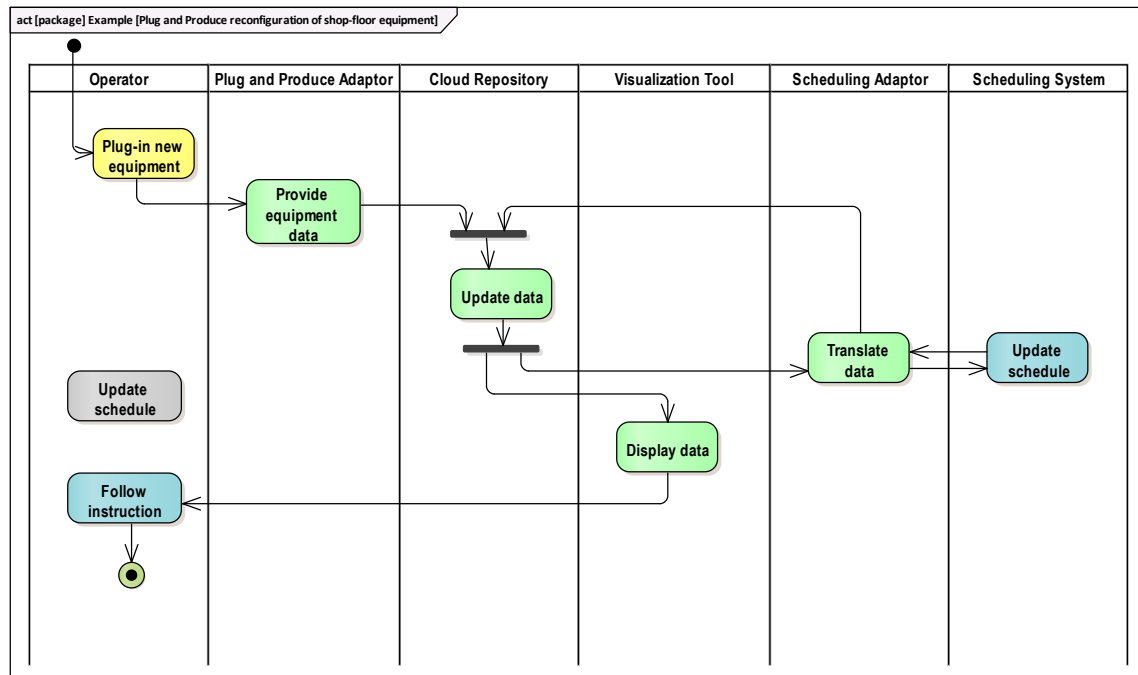 act [package] Example [Plug and Produce reconfiguration of shop-floor equipment]
Operator
Plug and Produce Adaptor
Cloud Repository
Visualization Tool
Scheduling Adaptor
Scheduling System
Plug-in new
equipment
Provide
equipment
data
Update data
Translate
data
Update
schedule
Update
schedule
Display data
Follow
instruction